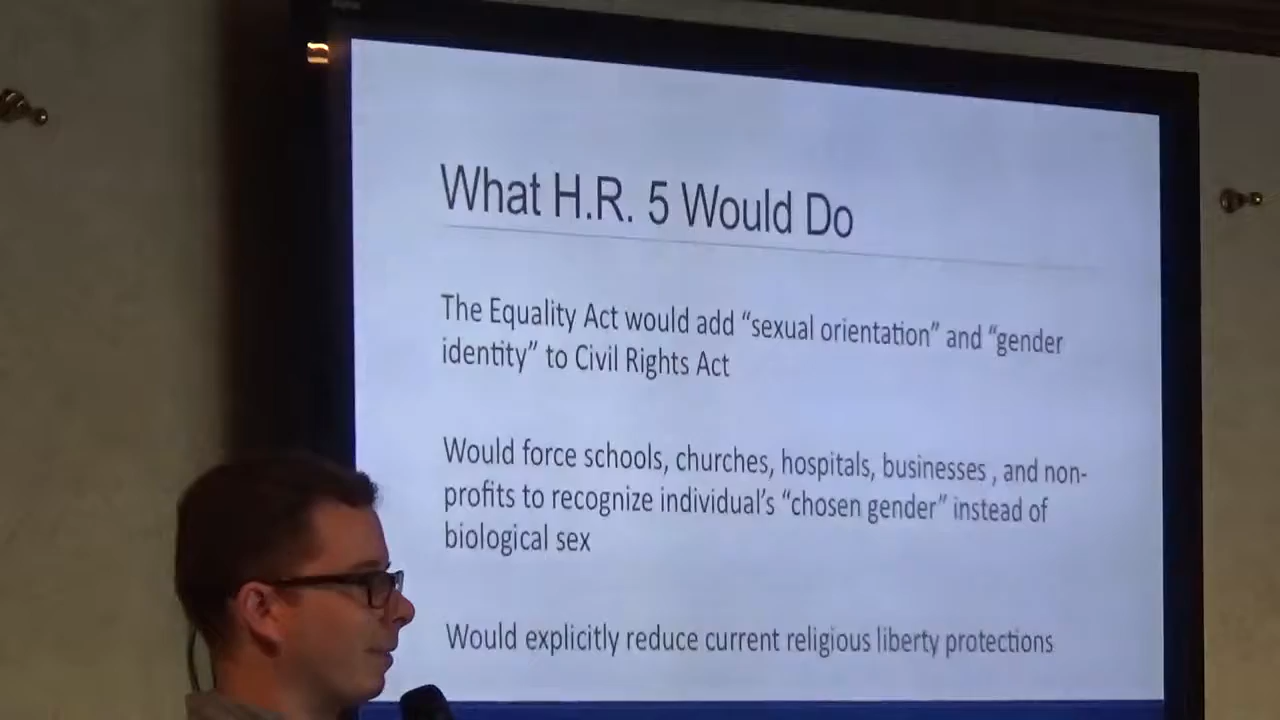 What H.R. 5 Would Do
The Equality Act would add “sexual orientation” and “gender
identity” to Civil Rights Act
Would force schools, churches, hospitals, businesses , and non-
profits to recognize individual’s “chosen gender” instead of
biological sex
Would explicitly reduce current religious liberty protections